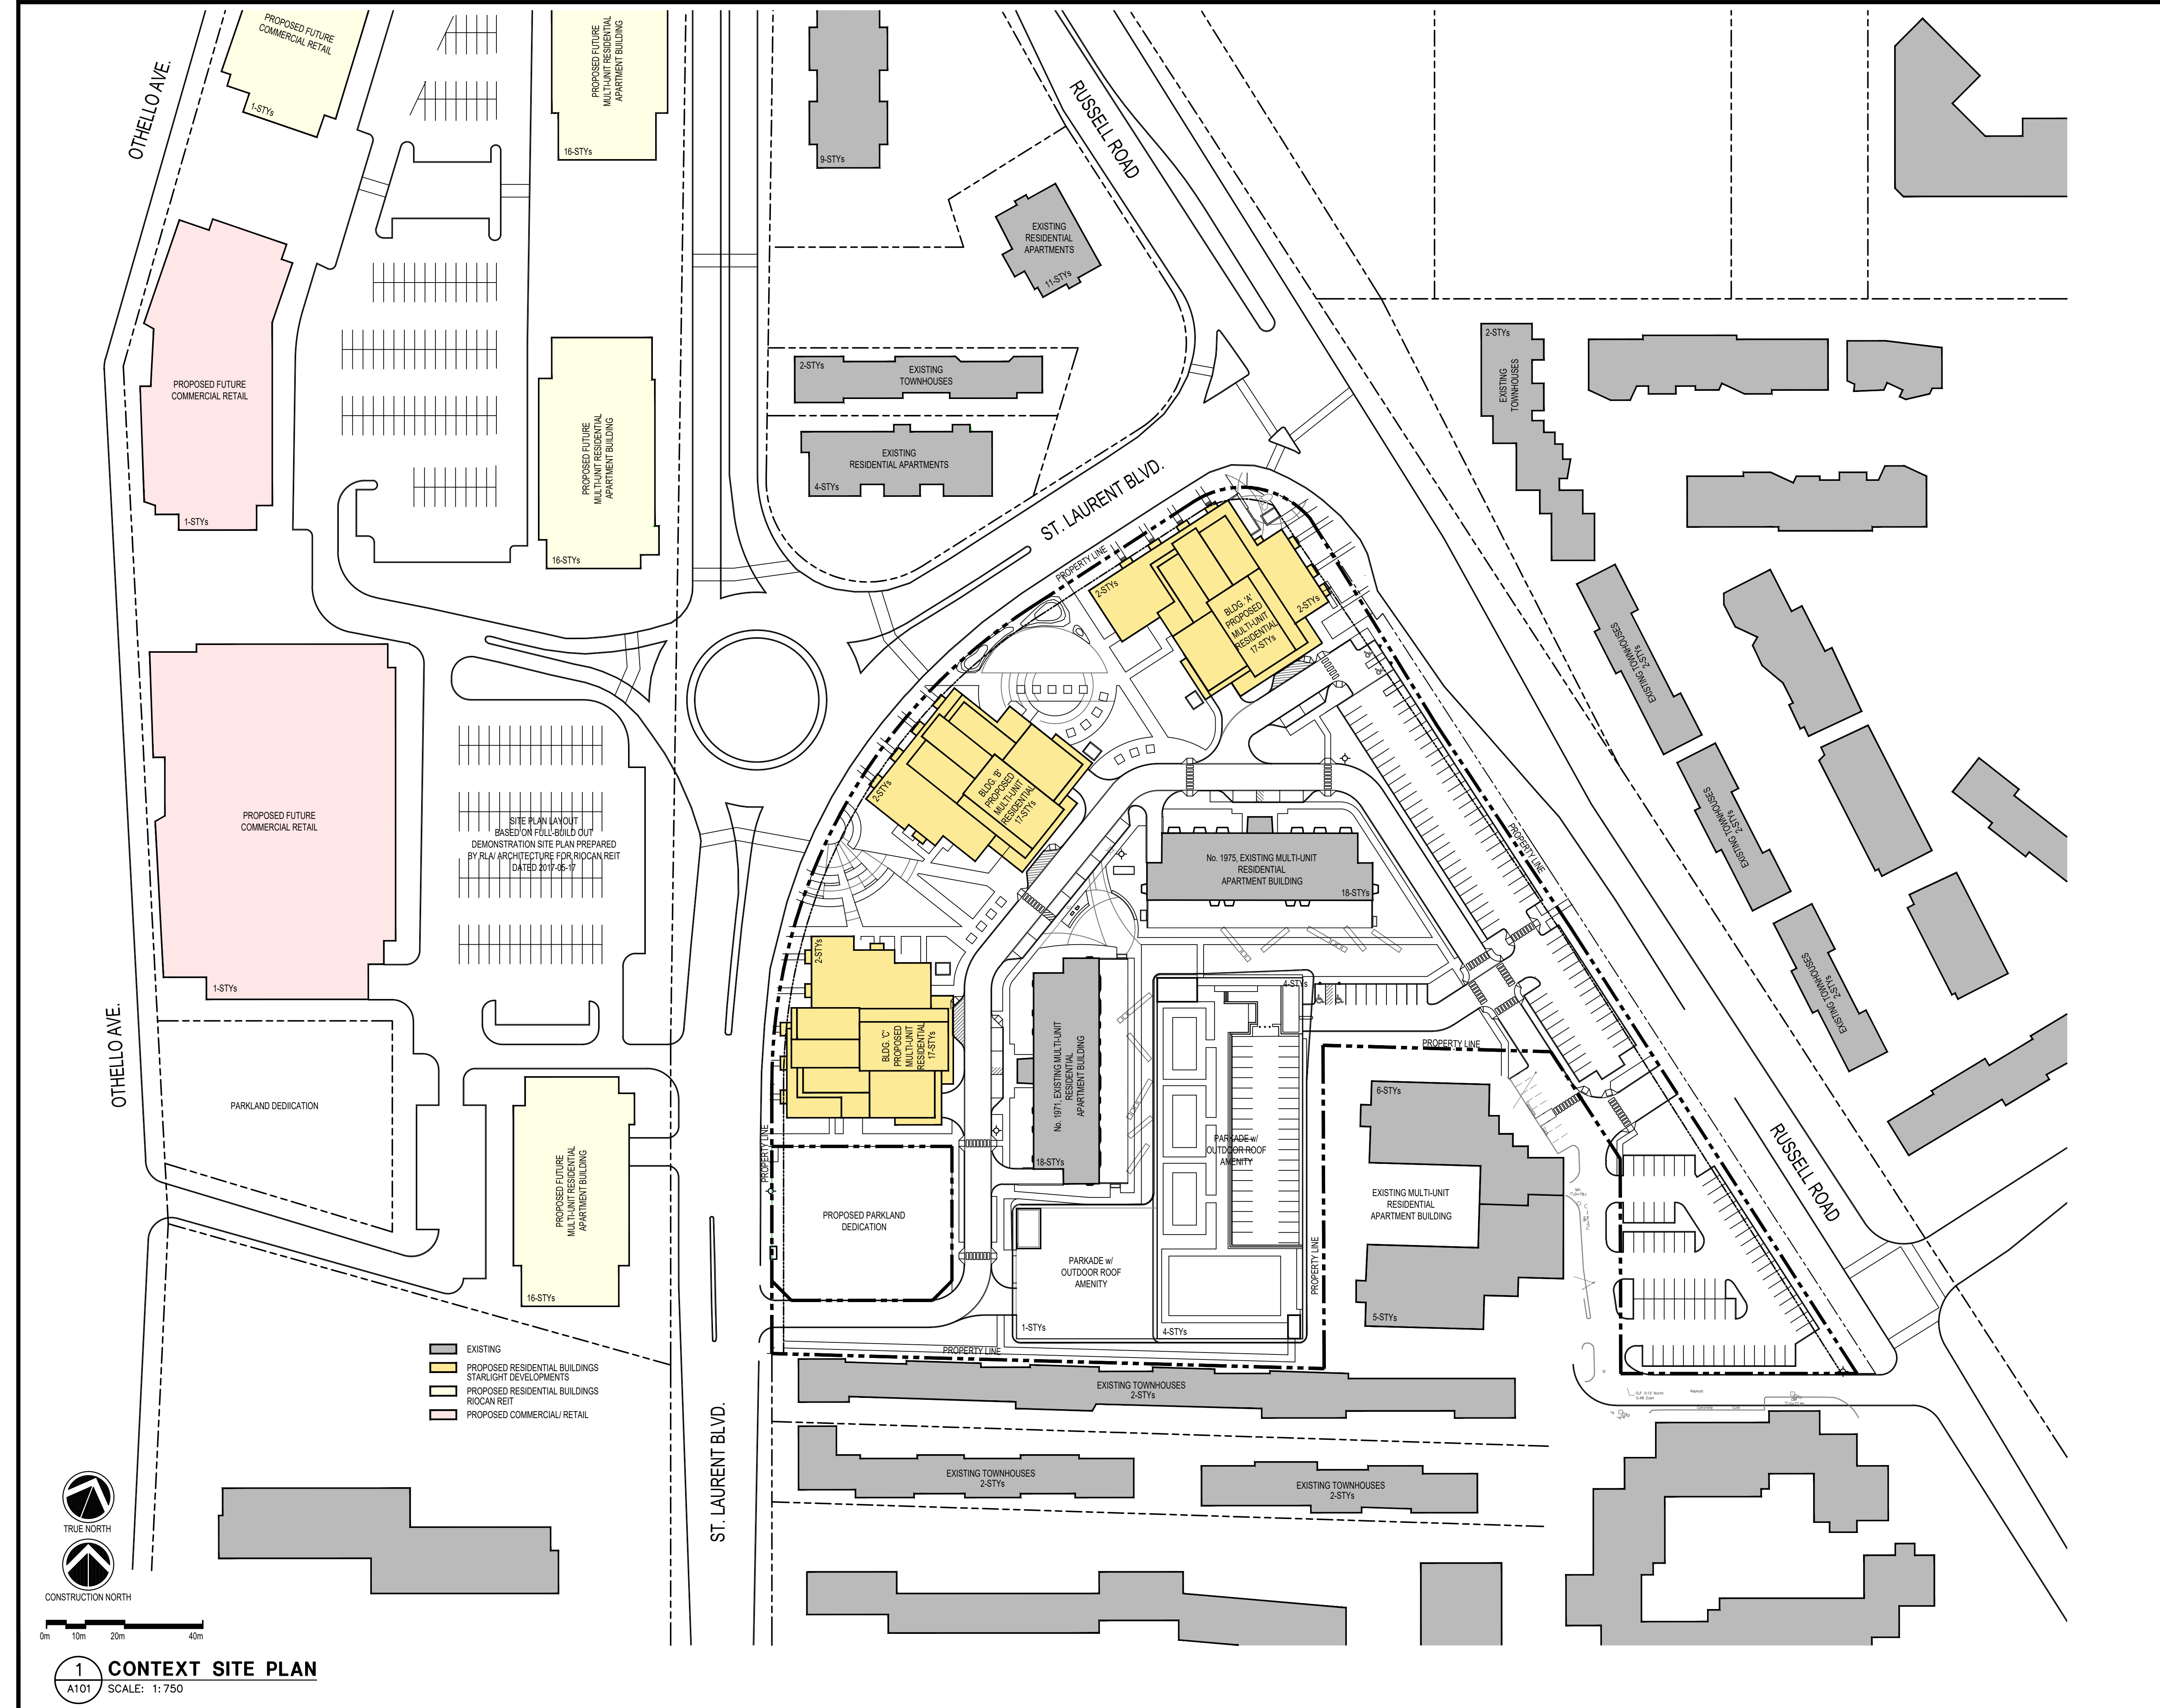 PROPOSED FUTURE
COMMERCIAL RETAIL
1-STYs
OTHELLO AVE.
PROPOSED FUTURE
MULTI-UNIT RESIDENTIAL
APARTMENT BUILDING
16-STYs
9-STYs
RUSSELL ROAD
EXISTING
RESIDENTIAL
APARTMENTS
11-STYs
PROPOSED FUTURE
COMMERCIAL RETAIL
1-STYs
PROPOSED FUTURE
MULTI-UNIT RESIDENTIAL
APARTMENT BUILDING
16-STYs
2-STYs
EXISTING
TOWNHOUSES
EXISTING
RESIDENTIAL APARTMENTS
4-STYs
ST. LAURENT BLVD.
2-STYs
EXISTING
TOWNHOUSES
PROPERTY LINE
2-STYs
BLDG. 'A'
PROPOSED
MULTI-UNIT
RESIDENTIAL
17-STYs
2-STYs
EXISTING TOWNHOUSES
2-STYs
EXISTING TOWNHOUSES
2-STYs
EXISTING TOWNHOUSES
2-STYs
2-STYs
BLDG. 'B'
PROPOSED
MULTI-UNIT
RESIDENTIAL
17-STYs
PROPOSED FUTURE
COMMERCIAL RETAIL
1-STYs
SITE PLAN LAYOUT
BASED ON FULL-BUILD OUT
DEMONSTRATION SITE PLAN PREPARED
BY RLA/ ARCHITECTURE FOR RIOCAN REIT
DATED 2017-05-17
PROPERTY LINE
No. 1975, EXISTING MULTI-UNIT
RESIDENTIAL
APARTMENT BUILDING
18-STYs
2-STYs
BLDG. 'C'
PROPOSED
MULTI-UNIT
RESIDENTIAL
17-STYs
No. 1971, EXISTING MULTI-UNIT
RESIDENTIAL
APARTMENT BUILDING
18-STYs
4-STYs
PROPERTY LINE
OTHELLO AVE.
PARKLAND DEDIICATION
PROPOSED FUTURE
MULTI-UNIT RESIDENTIAL
APARTMENT BUILDING
16-STYs
PROPERTY LINE
PROPOSED PARKLAND
DEDICATION
PARKADE w/
OUTDOOR ROOF
AMENITY
PARKADE w/
OUTDOOR ROOF
AMENITY
1-STYs
4-STYs
PROPERTY LINE
6-STYs
EXISTING MULTI-UNIT
RESIDENTIAL
APARTMENT BUILDING
5-STYs
RUSSELL ROAD
PROPERTY LINE
EXISTING
PROPOSED RESIDENTIAL BUILDINGS
STARLIGHT DEVELOPMENTS
PROPOSED RESIDENTIAL BUILDINGS
RIOCAN REIT
PROPOSED COMMERCIAL/ RETAIL
EXISTING TOWNHOUSES
2-STYs
EXISTING TOWNHOUSES
2-STYs
EXISTING TOWNHOUSES
2-STYs
ST. LAURENT BLVD.
TRUE NORTH
CONSTRUCTION NORTH
0m 10m 20m 40m
1
A101
CONTEXT SITE PLAN
SCALE: 1:750